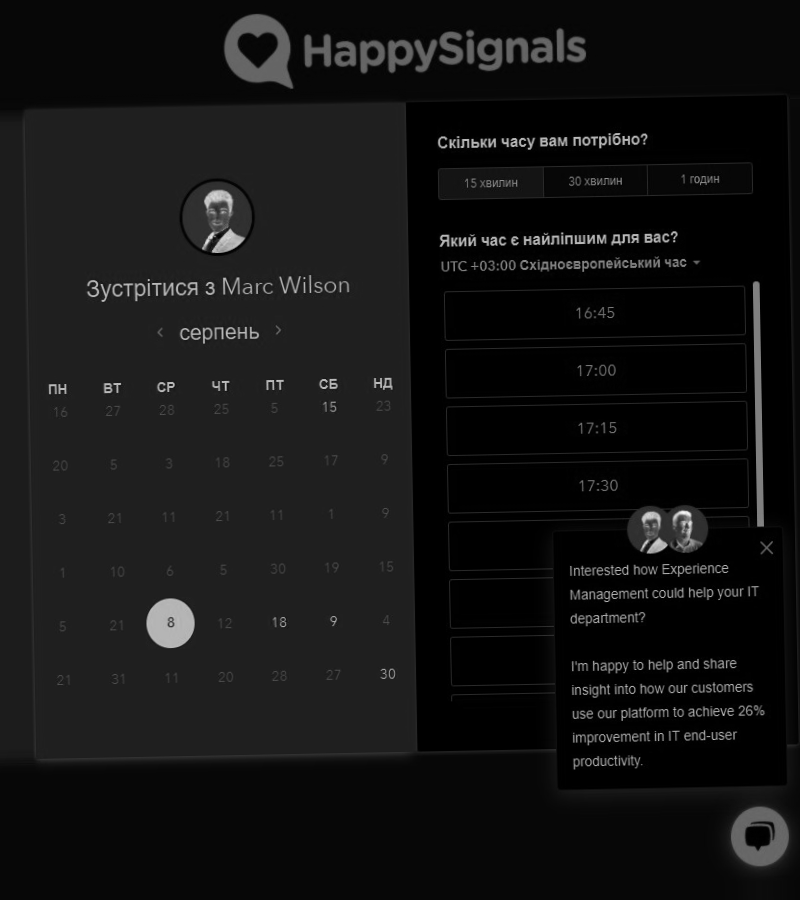 HappySignals
Зустрітися з Marc Wilson
серпень
ПН ВТ СР ЧТ ПТ СБ НД
16 27 28 25 5 15 23
20 5 3 18 25 17 9
3 21 11 21 11 1 9
1 10 6 5 30 19 15
5 21 8 12 18 9 4
21 31 11 20 28 27 30
Скільки часу вам потрібно?
15 хвилин 30 хвилин 1 годин
Який час є найліпшим для вас?
UTC +03:00 Східноєвропейський час
16:45
17:00
17:15
17:30
Interested how Experience
Management could help your IT
department?
I'm happy to help and share
insight into how our customers
use our platform to achieve 26%
improvement in IT end-user
productivity.